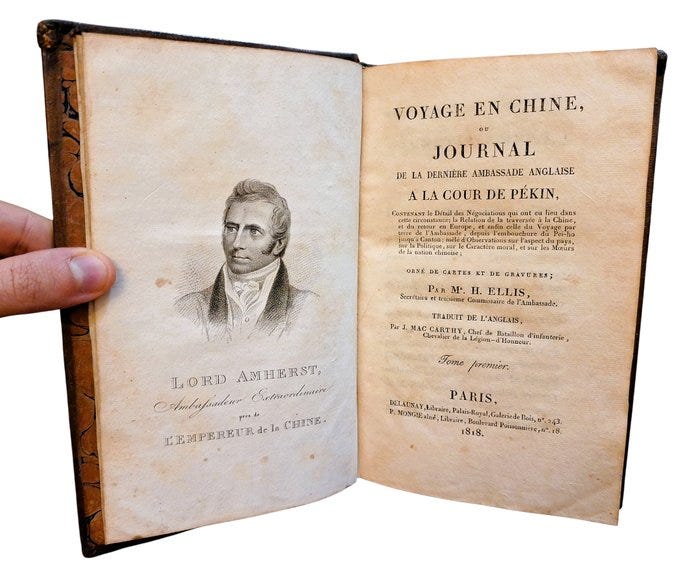 LORD AMHERST,
Ambassadeur Extraordinaire
près de
L'EMPEREUR de la CHINE.
VOYAGE EN CHINE,
OU
JOURNAL
DE LA DERNIÈRE AMBASSADE ANGLAISE
A LA COUR DE PÉKIN,
CONTENANT le Détail des Négociations qui ont eu lieu dans
cette circonstance; la Relation de la traversée à la Chine,
et du retour en Europe, et enfin celle du Voyage par
terre de l'Ambassade, depuis l'embouchure du Pei-ho
jusqu'à Canton: mêlé d'Observations sur l'aspect du pays,
sur la Politique, sur le Caractère moral, et sur les Mœurs
de la nation chinoise;
ORNÉ DE CARTES ET DE GRAVURES;
PAR Mr. H. ELLIS,
Secrétaire et troisième Commissaire de l'Ambassade.
TRADUIT DE L'ANGLAIS,
Par J. MAC CARTHY, Chef de Bataillon d'infanterie,
Chevalier de la Légion-d'Honneur.
Tome premier.
PARIS,
DELAUNAY, Libraire, Palais-Royal, Galerie de Bois, nº. 243.
P. MONGIE aîné, Libraire, Boulevard Poissonnière, nº. 18.
1818.